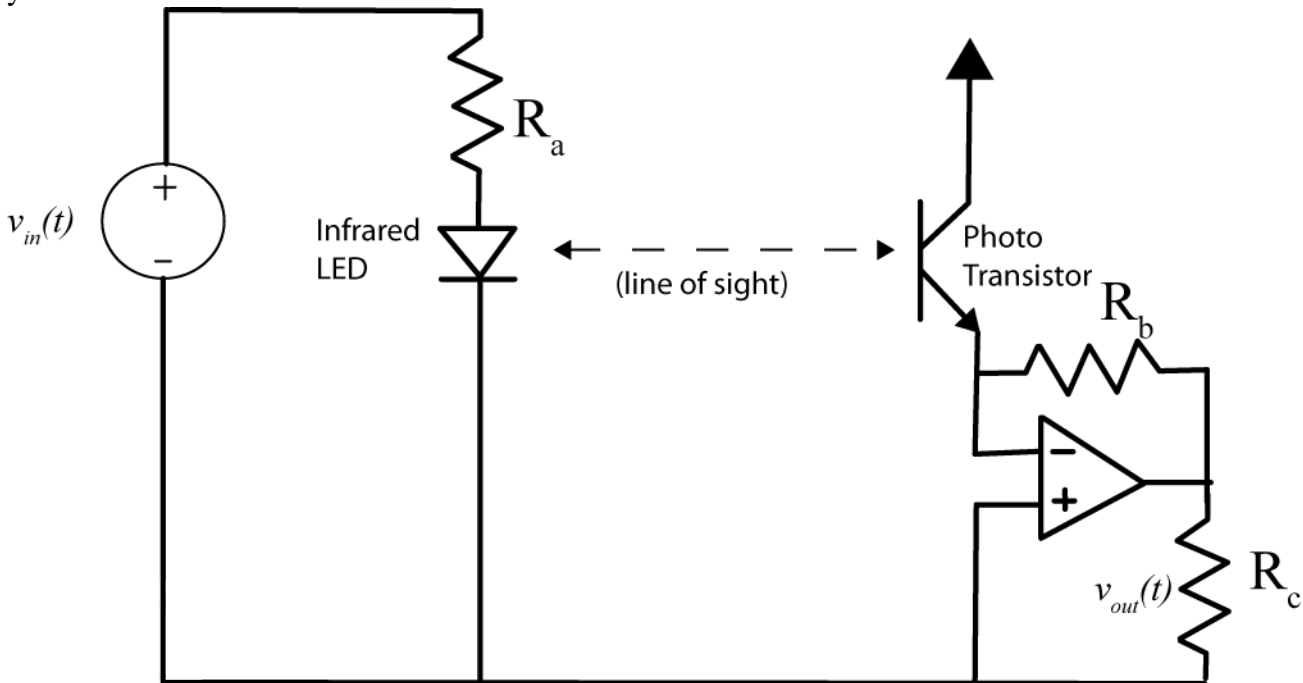 +
-
v_in(t)
R_a
Infrared
LED
(line of sight)
Photo
Transistor
R_b
-
+
v_out(t)
R_c